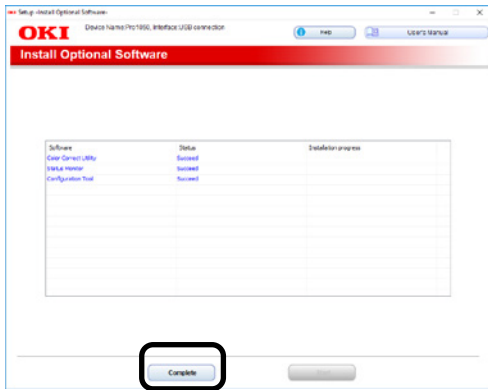 OKI Setup -Install Optional Software-
OKI
Device Name:Pro1050, Interface:USB connection
User's Manual
Install Optional Software
Software Status Installation progress
Color Correct Utility Succeed
Status Monitor Succeed
Configuration Tool Succeed
Complete